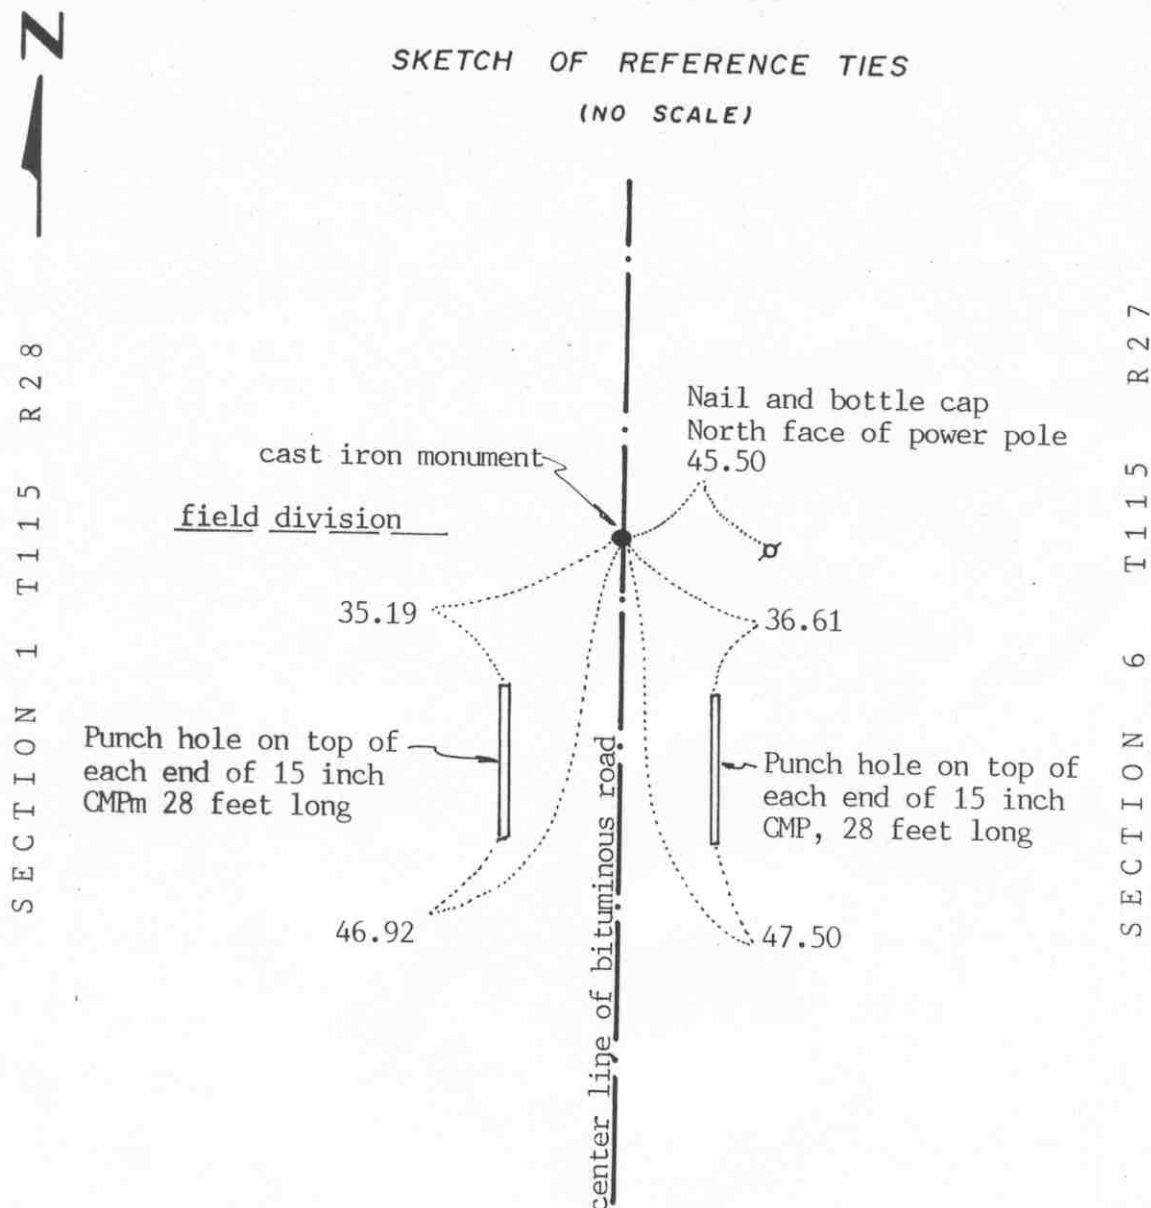 N
SKETCH OF REFERENCE TIES
(NO SCALE)
SECTION 1 T115 R28
SECTION 6 T115 R27
Nail and bottle cap
North face of power pole
45.50
cast iron monument
field division
35.19
36.61
Punch hole on top of
each end of 15 inch
CMPm 28 feet long
Punch hole on top of
each end of 15 inch
CMP, 28 feet long
46.92
47.50
center line of bituminous road